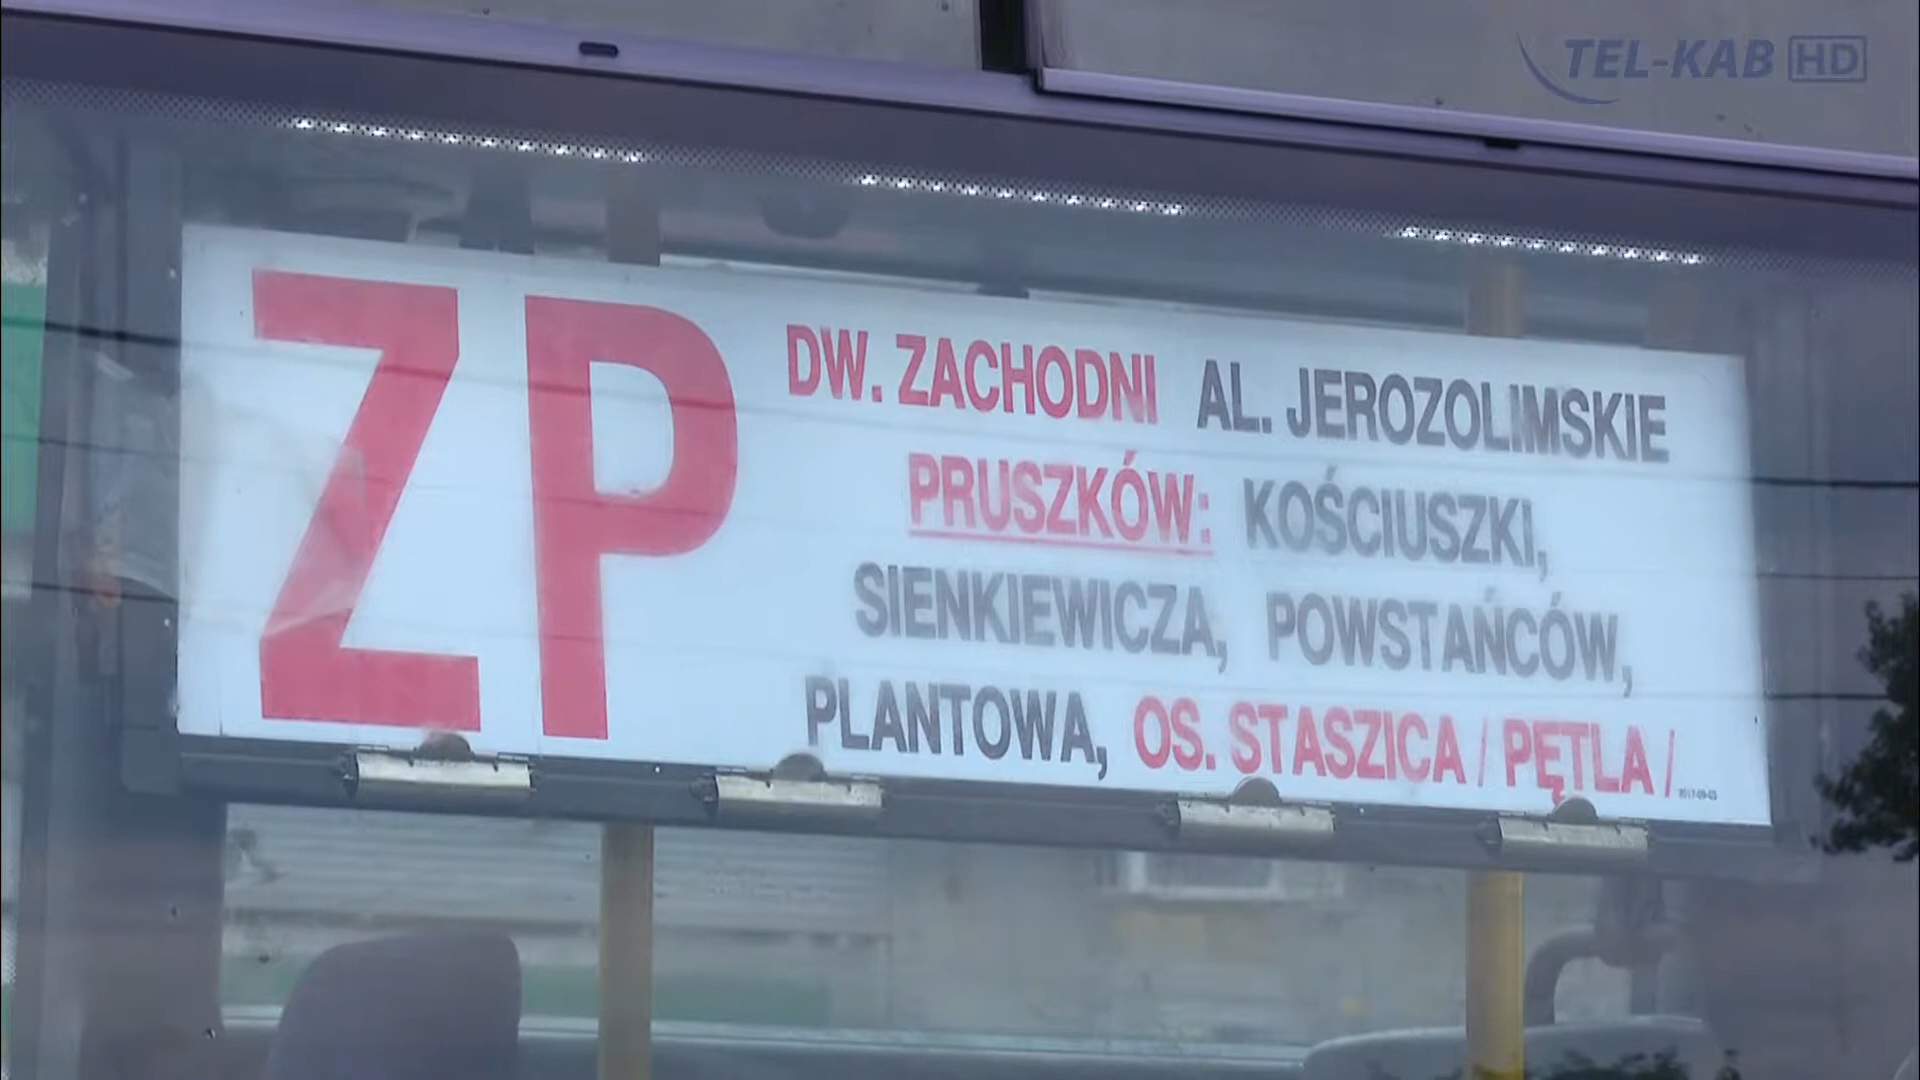 TEL-KAB HD
ZP
DW. ZACHODNI AL. JEROZOLIMSKIE
PRUSZKÓW: KOŚCIUSZKI,
SIENKIEWICZA, POWSTAŃCÓW,
PLANTOWA, OS. STASZICA / PĘTLA /